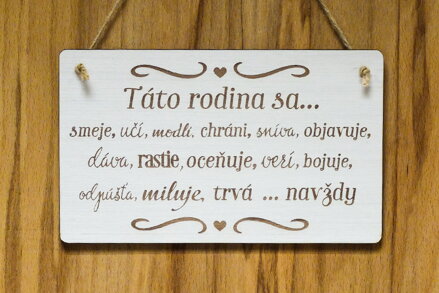 Táto rodina sa...
smeje, učí, modlí, chráni, sníva, objavuje,
dáva, rastie, oceňuje, verí, bojuje,
odpúšťa, miluje, trvá ... navždy